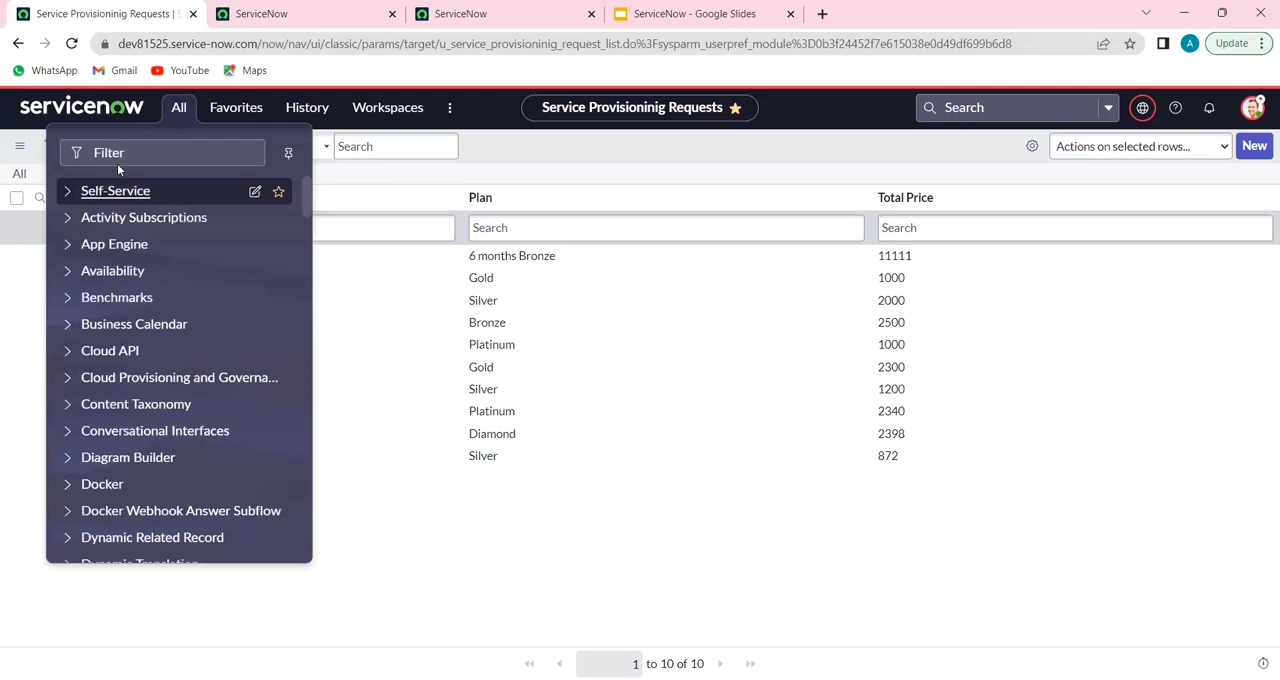 Service Provisioninig Requests | S
ServiceNow
ServiceNow
ServiceNow - Google Slides
dev81525.service-now.com/now/nav/ui/classic/params/target/u_service_provisioninig_request_list.do%3Fsysparm_userpref_module%3D0b3f24452f7e615038e0d49df699b6d8
A
Update
WhatsApp
Gmail
YouTube
Maps
servicenow
All
Favorites
History
Workspaces
Service Provisioninig Requests
Search
Filter
Search
Actions on selected rows...
New
All
Self-Service
Plan
Total Price
Activity Subscriptions
Search
Search
App Engine
6 months Bronze
11111
Availability
Gold
1000
Benchmarks
Silver
2000
Business Calendar
Bronze
2500
Cloud API
Platinum
1000
Cloud Provisioning and Governa...
Gold
2300
Content Taxonomy
Silver
1200
Conversational Interfaces
Platinum
2340
Diagram Builder
Diamond
2398
Docker
Silver
872
Docker Webhook Answer Subflow
Dynamic Related Record
Dynamic Translation
1 to 10 of 10